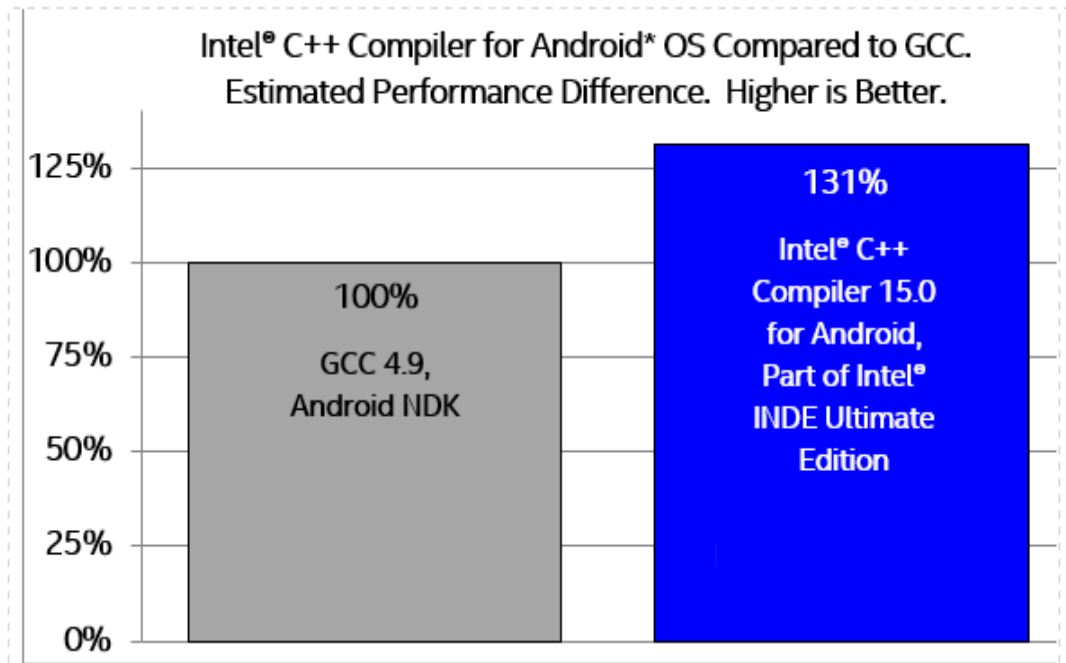 Intel® C++ Compiler for Android* OS Compared to GCC.
Estimated Performance Difference.  Higher is Better.
125%
100%
75%
50%
25%
0%
100%
GCC 4.9,
Android NDK
131%
Intel® C++
Compiler 15.0
for Android,
Part of Intel®
INDE Ultimate
Edition